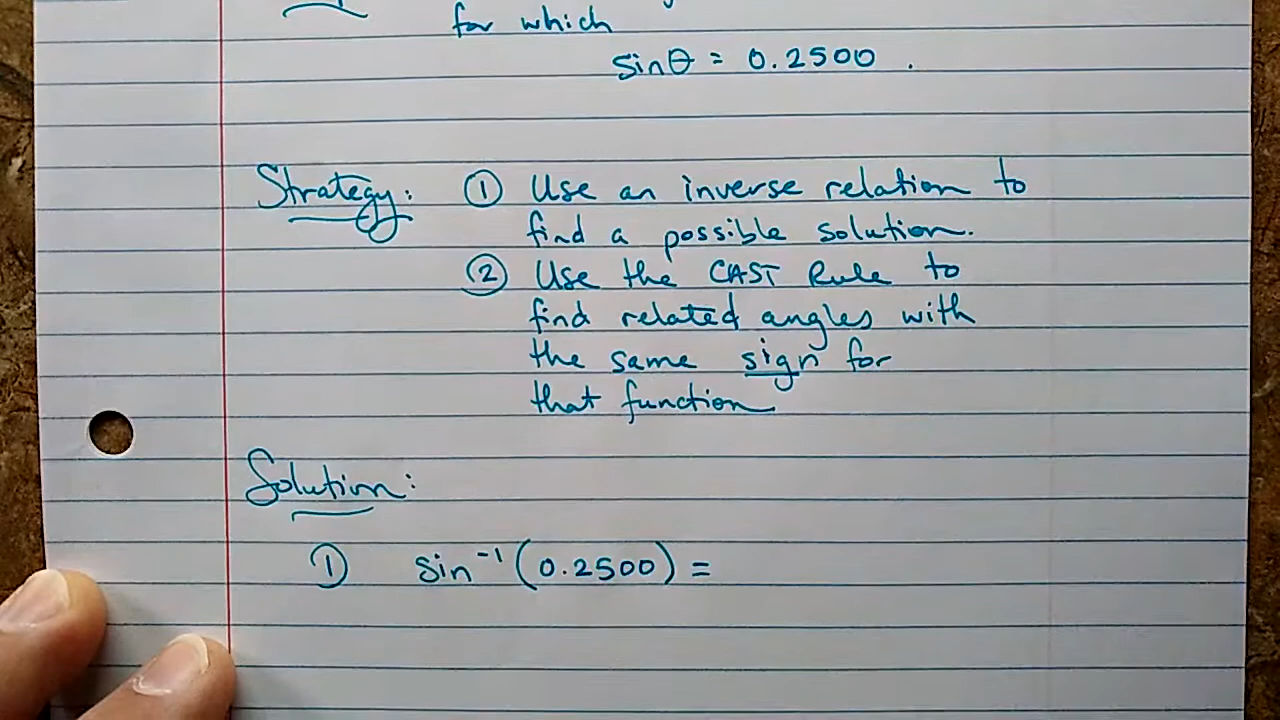 for which
sinθ = 0.2500 .
Strategy: ① Use an inverse relation to
find a possible solution.
② Use the CAST Rule to
find related angles with
the same sign for
that function
Solution:
① sin⁻¹(0.2500) =